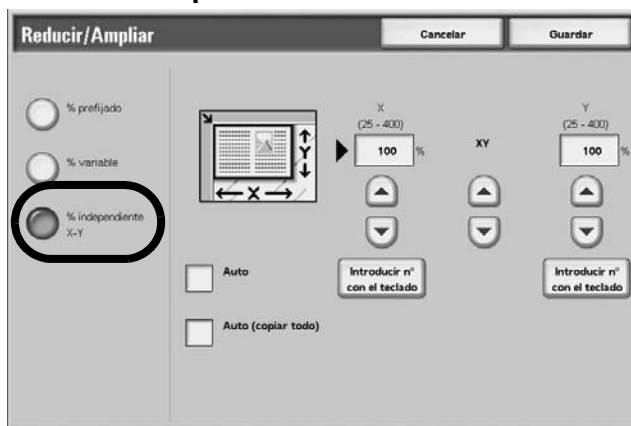 Reducir/Ampliar
Cancelar
Guardar
% prefijado
% variable
% independiente
X-Y
Y
X
X
(25 - 400)
100 %
XY
Y
(25 - 400)
100 %
Auto
Auto (copiar todo)
Introducir nº
con el teclado
Introducir nº
con el teclado